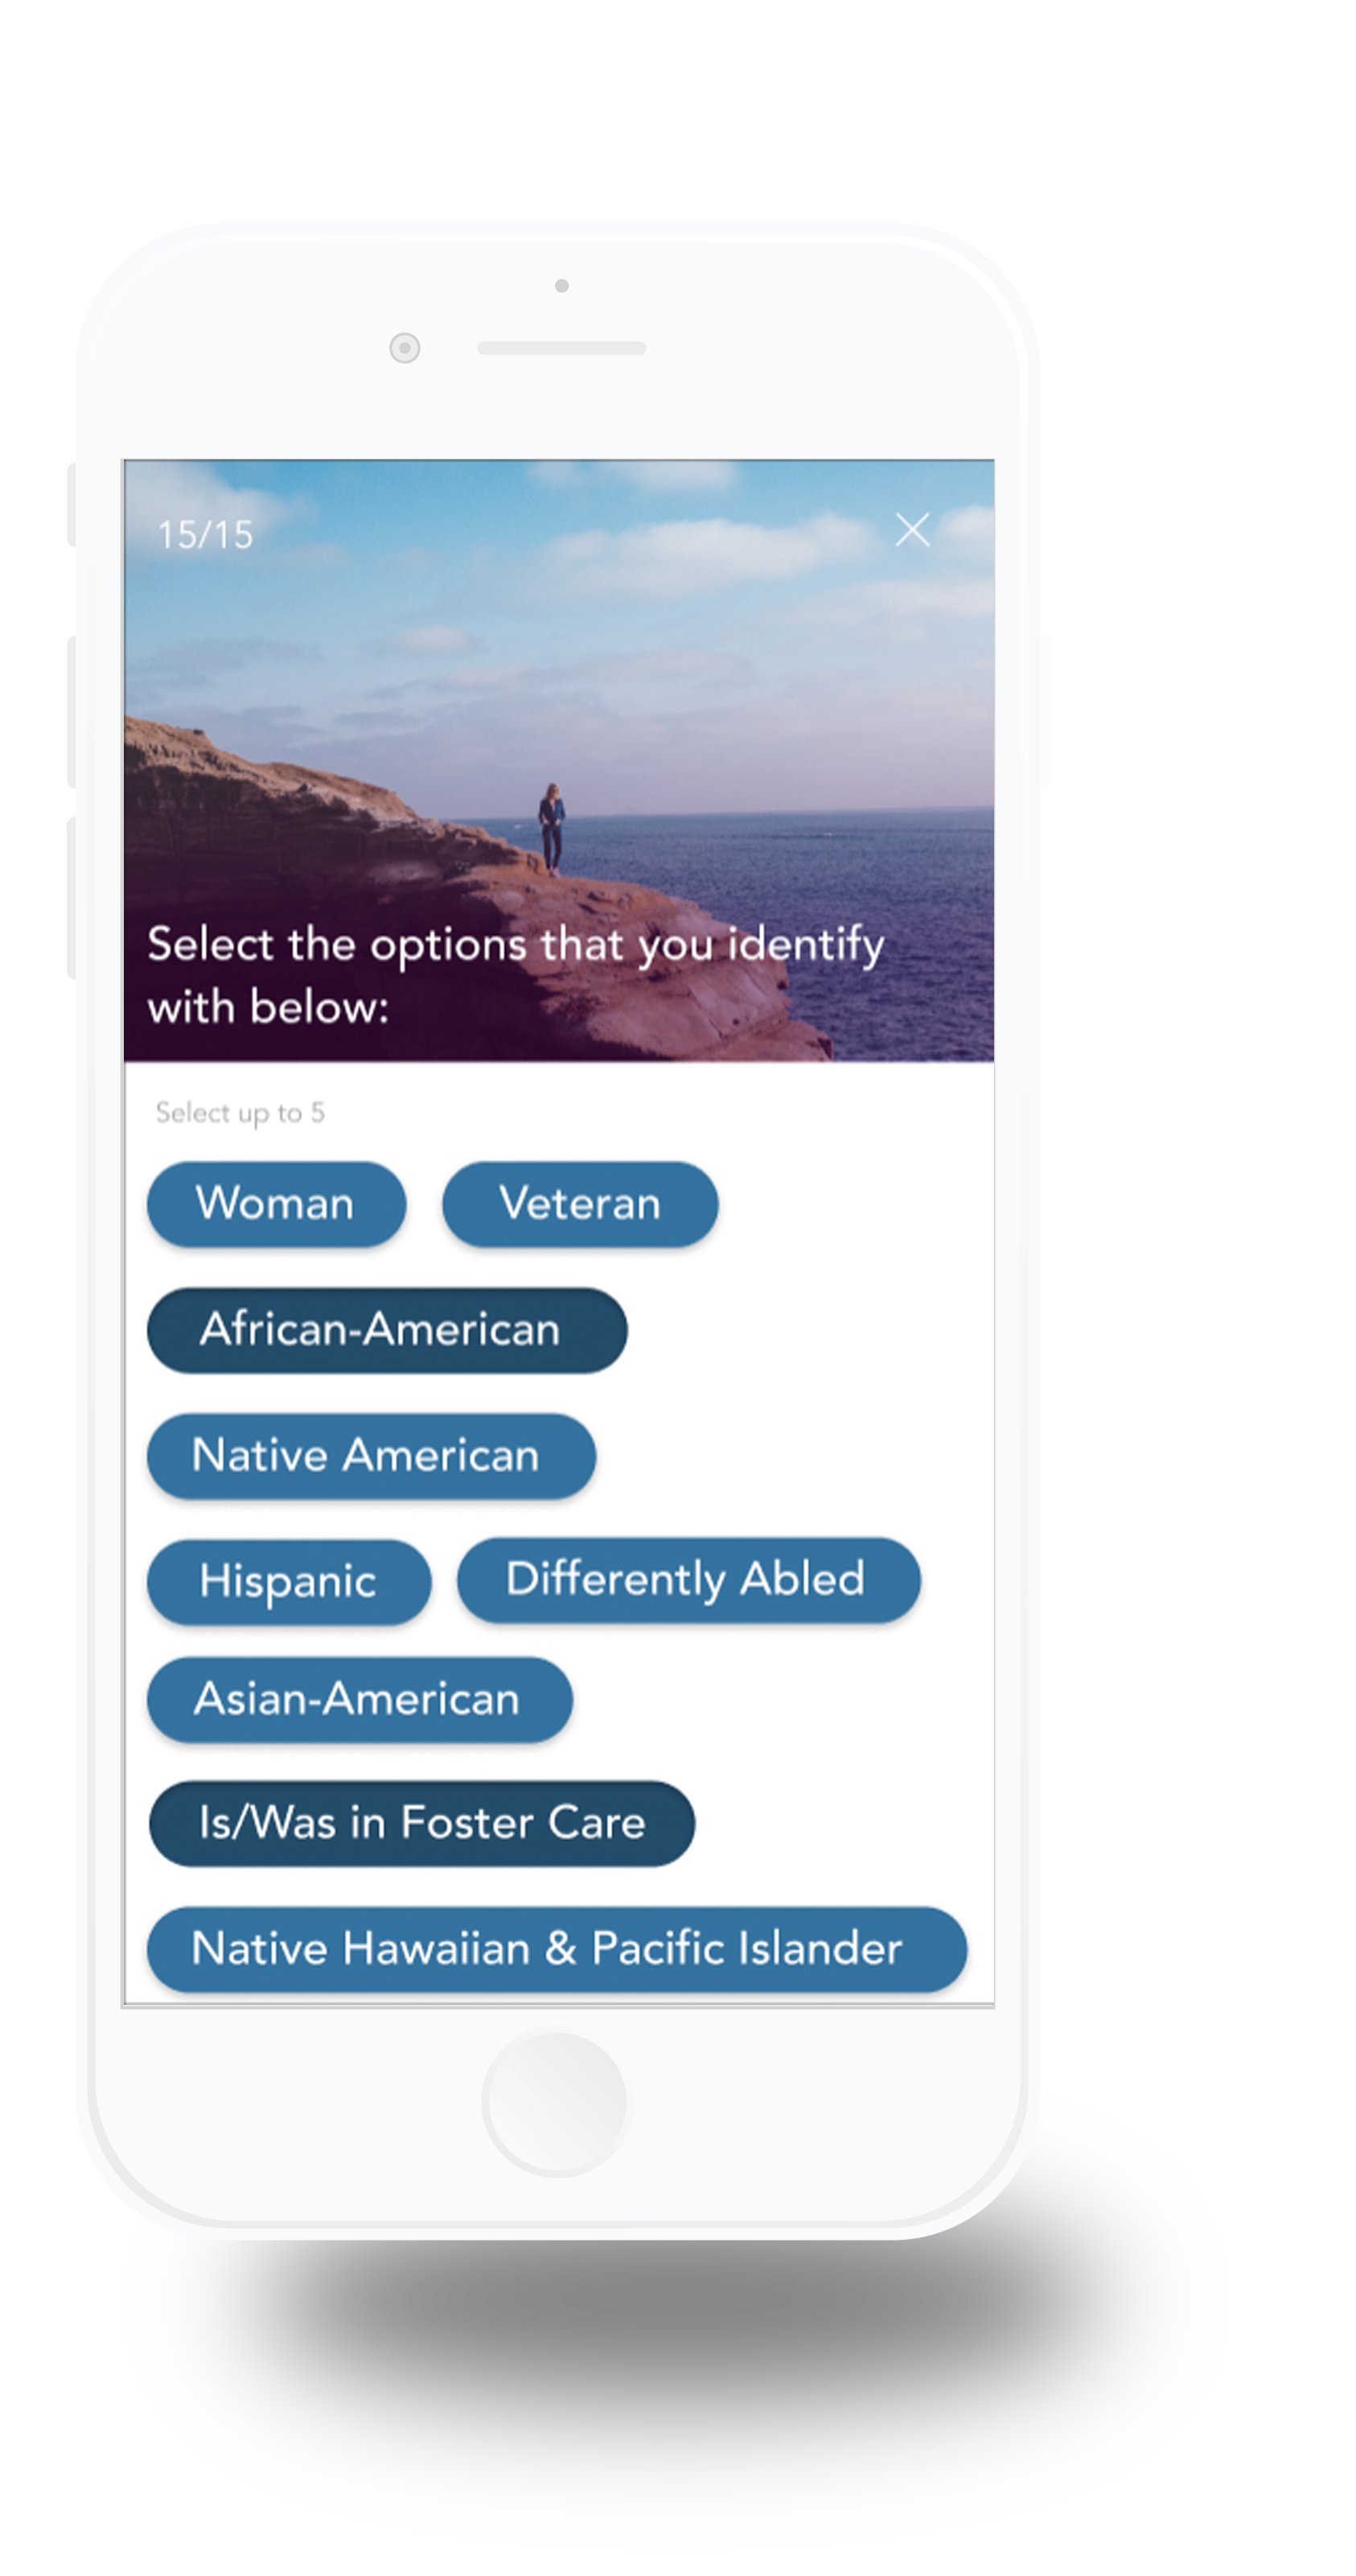 15/15
Select the options that you identify
with below:
Select up to 5
Woman
Veteran
African-American
Native American
Hispanic
Differently Abled
Asian-American
Is/Was in Foster Care
Native Hawaiian & Pacific Islander